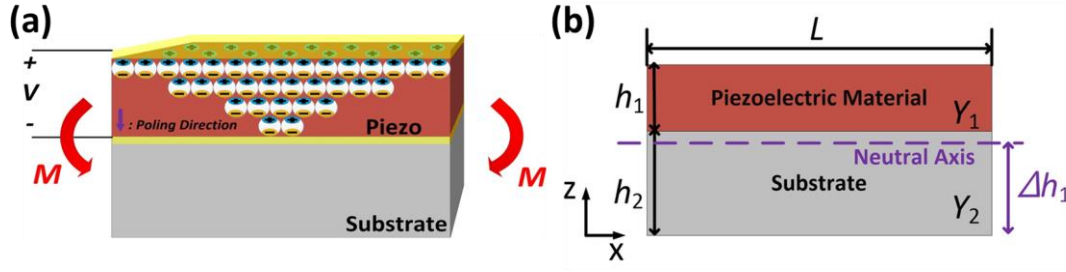 (a)
+
V
-
M
: Poling Direction
Piezo
M
Substrate
(b)
L
h₁
Piezoelectric Material
Y₁
Neutral Axis
h₂
Substrate
Δh₁
Y₂
z
x